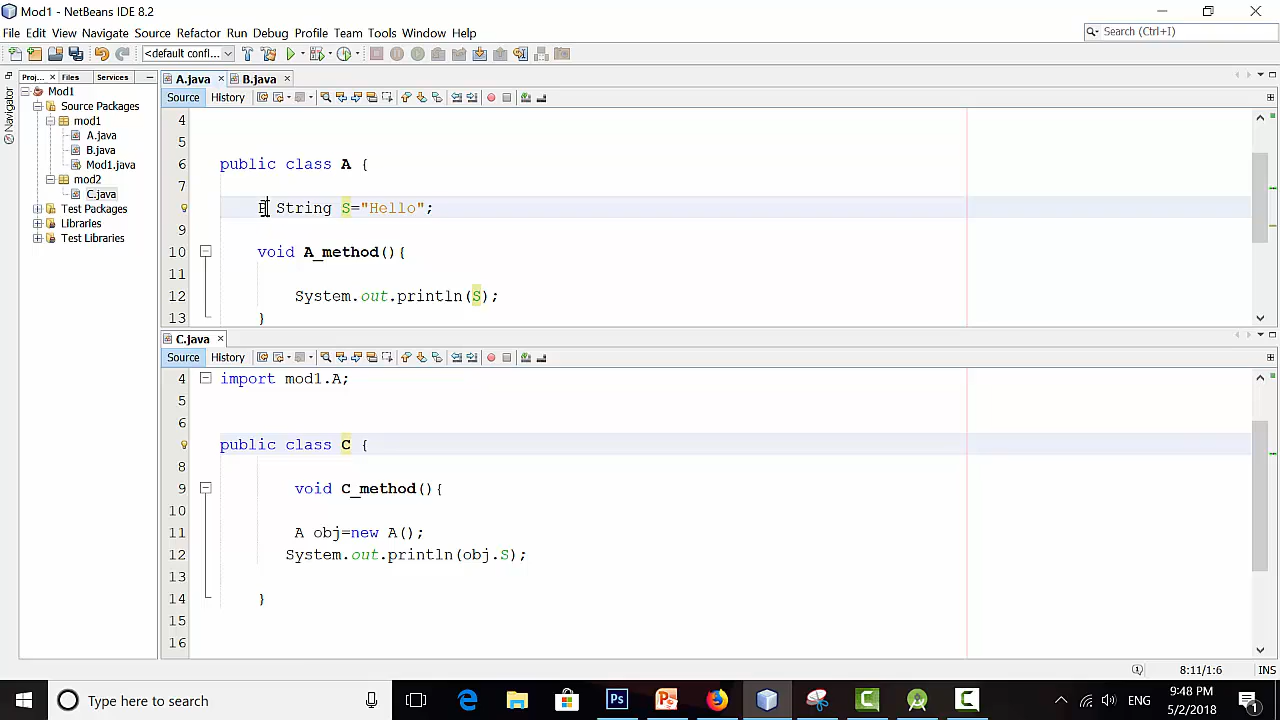 Mod1 - NetBeans IDE 8.2
File Edit View Navigate Source Refactor Run Debug Profile Team Tools Window Help
Search (Ctrl+I)
<default confl...
Proj... Files Services
Navigator
Mod1
Source Packages
mod1
A.java
B.java
Mod1.java
mod2
C.java
Test Packages
Libraries
Test Libraries
A.java B.java
Source History
4
5
6 public class A {
7
String S="Hello";
9
10 void A_method(){
11
12 System.out.println(S);
13 }
C.java
Source History
4 import mod1.A;
5
6
public class C {
8
9 void C_method(){
10
11 A obj=new A();
12 System.out.println(obj.S);
13
14 }
15
16
8:11/1:6 INS
Type here to search
ENG
9:48 PM
5/2/2018
1